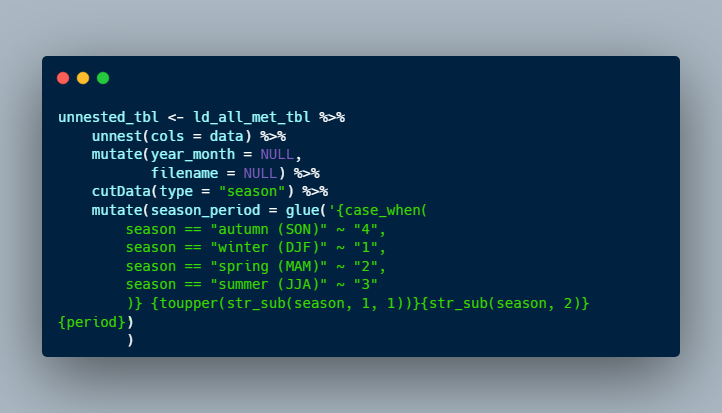 unnested_tbl <- ld_all_met_tbl %>%
    unnest(cols = data) %>%
    mutate(year_month = NULL,
           filename = NULL) %>%
    cutData(type = "season") %>%
    mutate(season_period = glue('{case_when(
        season == "autumn (SON)" ~ "4",
        season == "winter (DJF)" ~ "1",
        season == "spring (MAM)" ~ "2",
        season == "summer (JJA)" ~ "3"
        )} {toupper(str_sub(season, 1, 1))}{str_sub(season, 2)}
{period})
        )